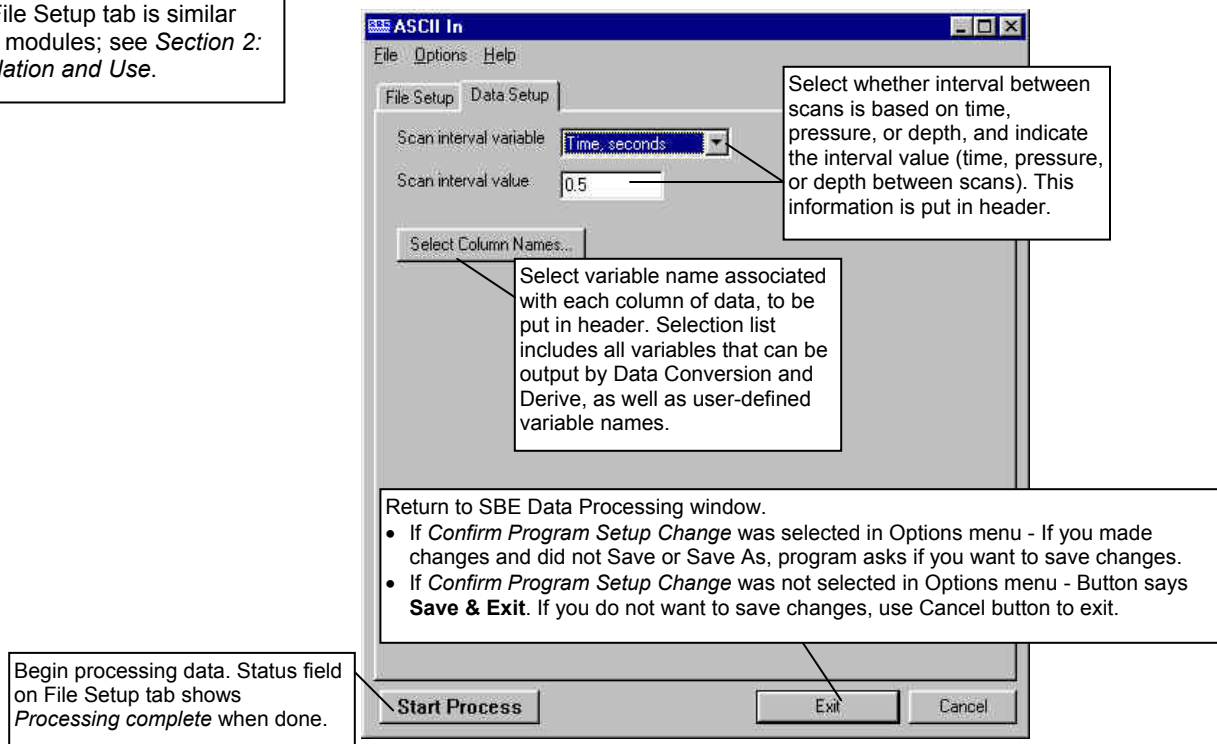 File Setup tab is similar
modules; see Section 2:
and Use.
SBE ASCII In
File Options Help
File Setup Data Setup
Scan interval variable Time, seconds
Scan interval value 0.5
Select Column Names...
Select whether interval between
scans is based on time,
pressure, or depth, and indicate
the interval value (time, pressure,
or depth between scans). This
information is put in header.
Select variable name associated
with each column of data, to be
put in header. Selection list
includes all variables that can be
output by Data Conversion and
Derive, as well as user-defined
variable names.
Return to SBE Data Processing window.
• If Confirm Program Setup Change was selected in Options menu - If you made
changes and did not Save or Save As, program asks if you want to save changes.
• If Confirm Program Setup Change was not selected in Options menu - Button says
Save & Exit. If you do not want to save changes, use Cancel button to exit.
Begin processing data. Status field
on File Setup tab shows
Processing complete when done.
Start Process Exit Cancel